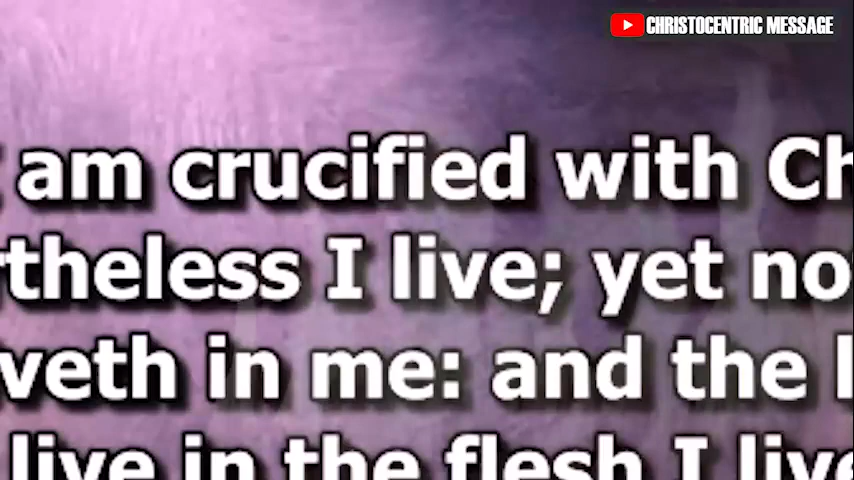 CHRISTOCENTRIC MESSAGE
I am crucified with Ch
rtheless I live; yet no
veth in me: and the l
live in the flesh I live